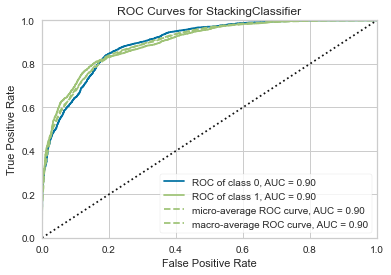 ROC Curves for StackingClassifier
True Positive Rate
1.0
0.8
0.6
0.4
0.2
0.0
ROC of class 0, AUC = 0.90
ROC of class 1, AUC = 0.90
micro-average ROC curve, AUC = 0.90
macro-average ROC curve, AUC = 0.90
0.0 0.2 0.4 0.6 0.8 1.0
False Positive Rate